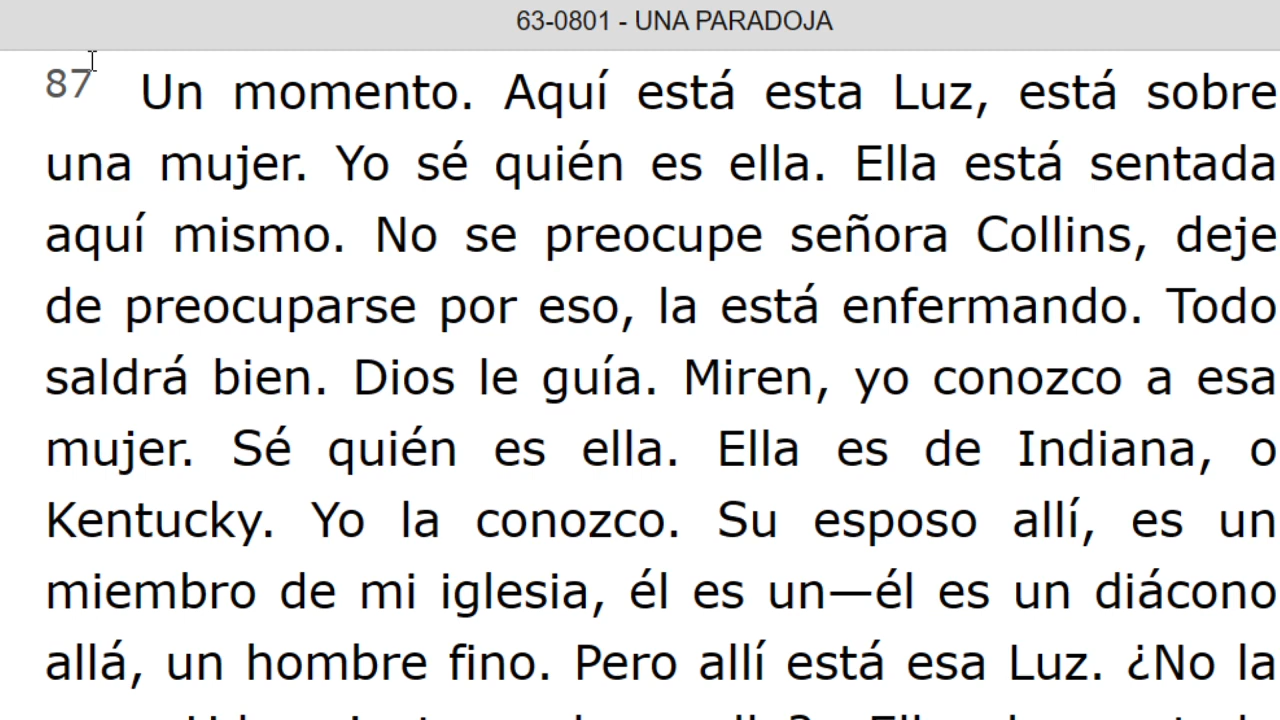 63-0801 - UNA PARADOJA
87 Un momento. Aquí está esta Luz, está sobre
una mujer. Yo sé quién es ella. Ella está sentada
aquí mismo. No se preocupe señora Collins, deje
de preocuparse por eso, la está enfermando. Todo
saldrá bien. Dios le guía. Miren, yo conozco a esa
mujer. Sé quién es ella. Ella es de Indiana, o
Kentucky. Yo la conozco. Su esposo allí, es un
miembro de mi iglesia, él es un—él es un diácono
allá, un hombre fino. Pero allí está esa Luz. ¿No la